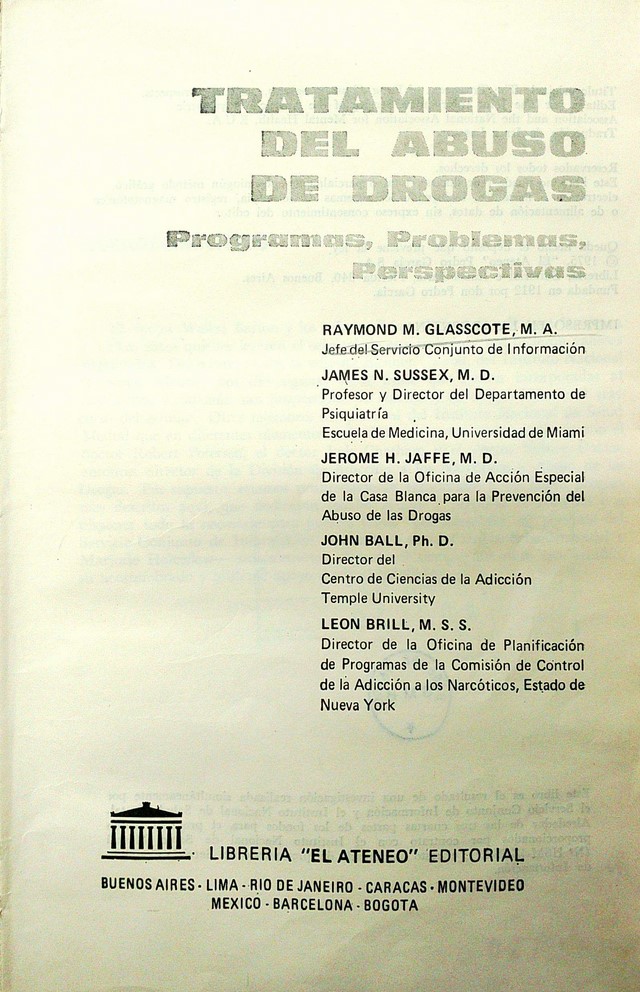 TRATAMIENTO
DEL ABUSO
DE DROGAS
Programas, Problemas,
Perspectivas
RAYMOND M. GLASSCOTE, M. A.
Jefe del Servicio Conjunto de Información
JAMES N. SUSSEX, M. D.
Profesor y Director del Departamento de
Psiquiatría
Escuela de Medicina, Universidad de Miami
JEROME H. JAFFE, M. D.
Director de la Oficina de Acción Especial
de la Casa Blanca para la Prevención del
Abuso de las Drogas
JOHN BALL, Ph. D.
Director del
Centro de Ciencias de la Adicción
Temple University
LEON BRILL, M. S. S.
Director de la Oficina de Planificación
de Programas de la Comisión de Control
de la Adicción a los Narcóticos, Estado de
Nueva York
LIBRERIA "EL ATENEO" EDITORIAL
BUENOS AIRES - LIMA - RIO DE JANEIRO - CARACAS - MONTEVIDEO
MEXICO - BARCELONA - BOGOTA